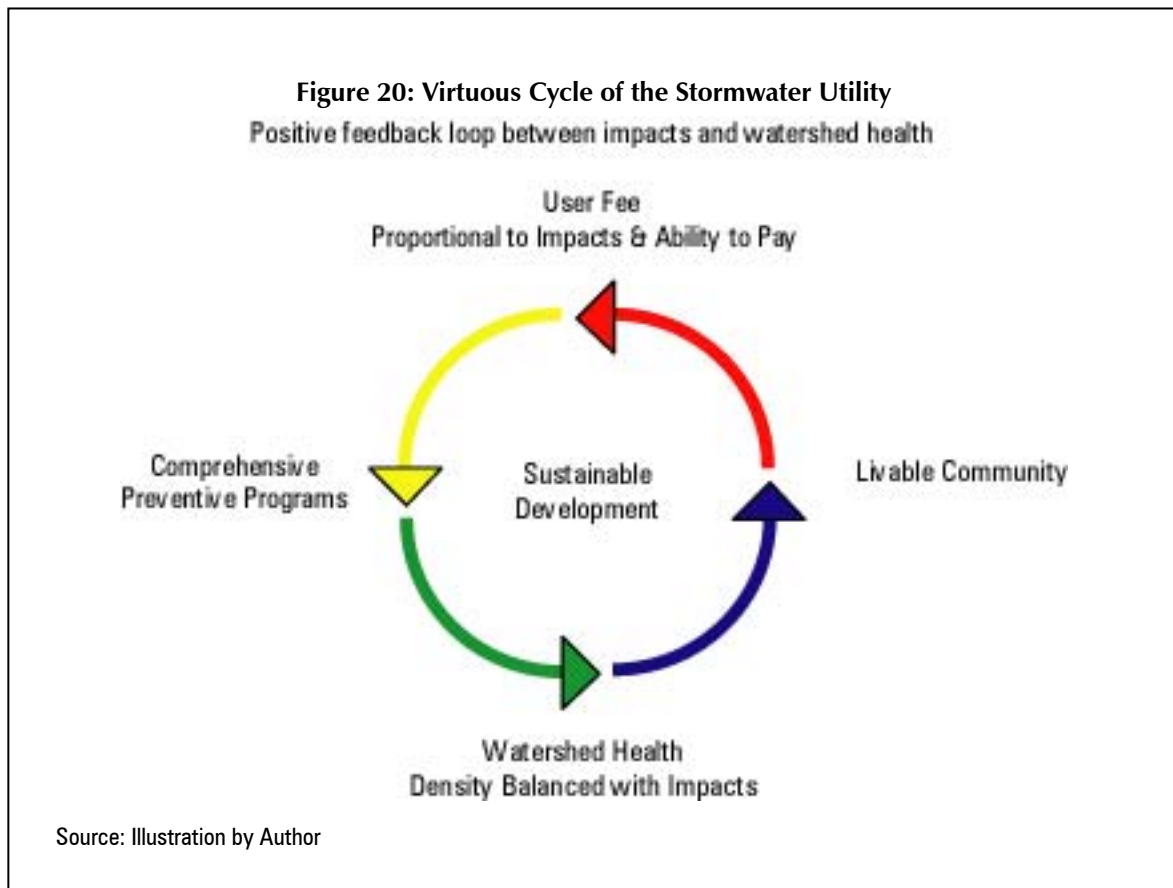 Figure 20: Virtuous Cycle of the Stormwater Utility
Positive feedback loop between impacts and watershed health
User Fee
Proportional to Impacts & Ability to Pay
Comprehensive
Preventive Programs
Sustainable
Development
Livable Community
Watershed Health
Density Balanced with Impacts
Source: Illustration by Author